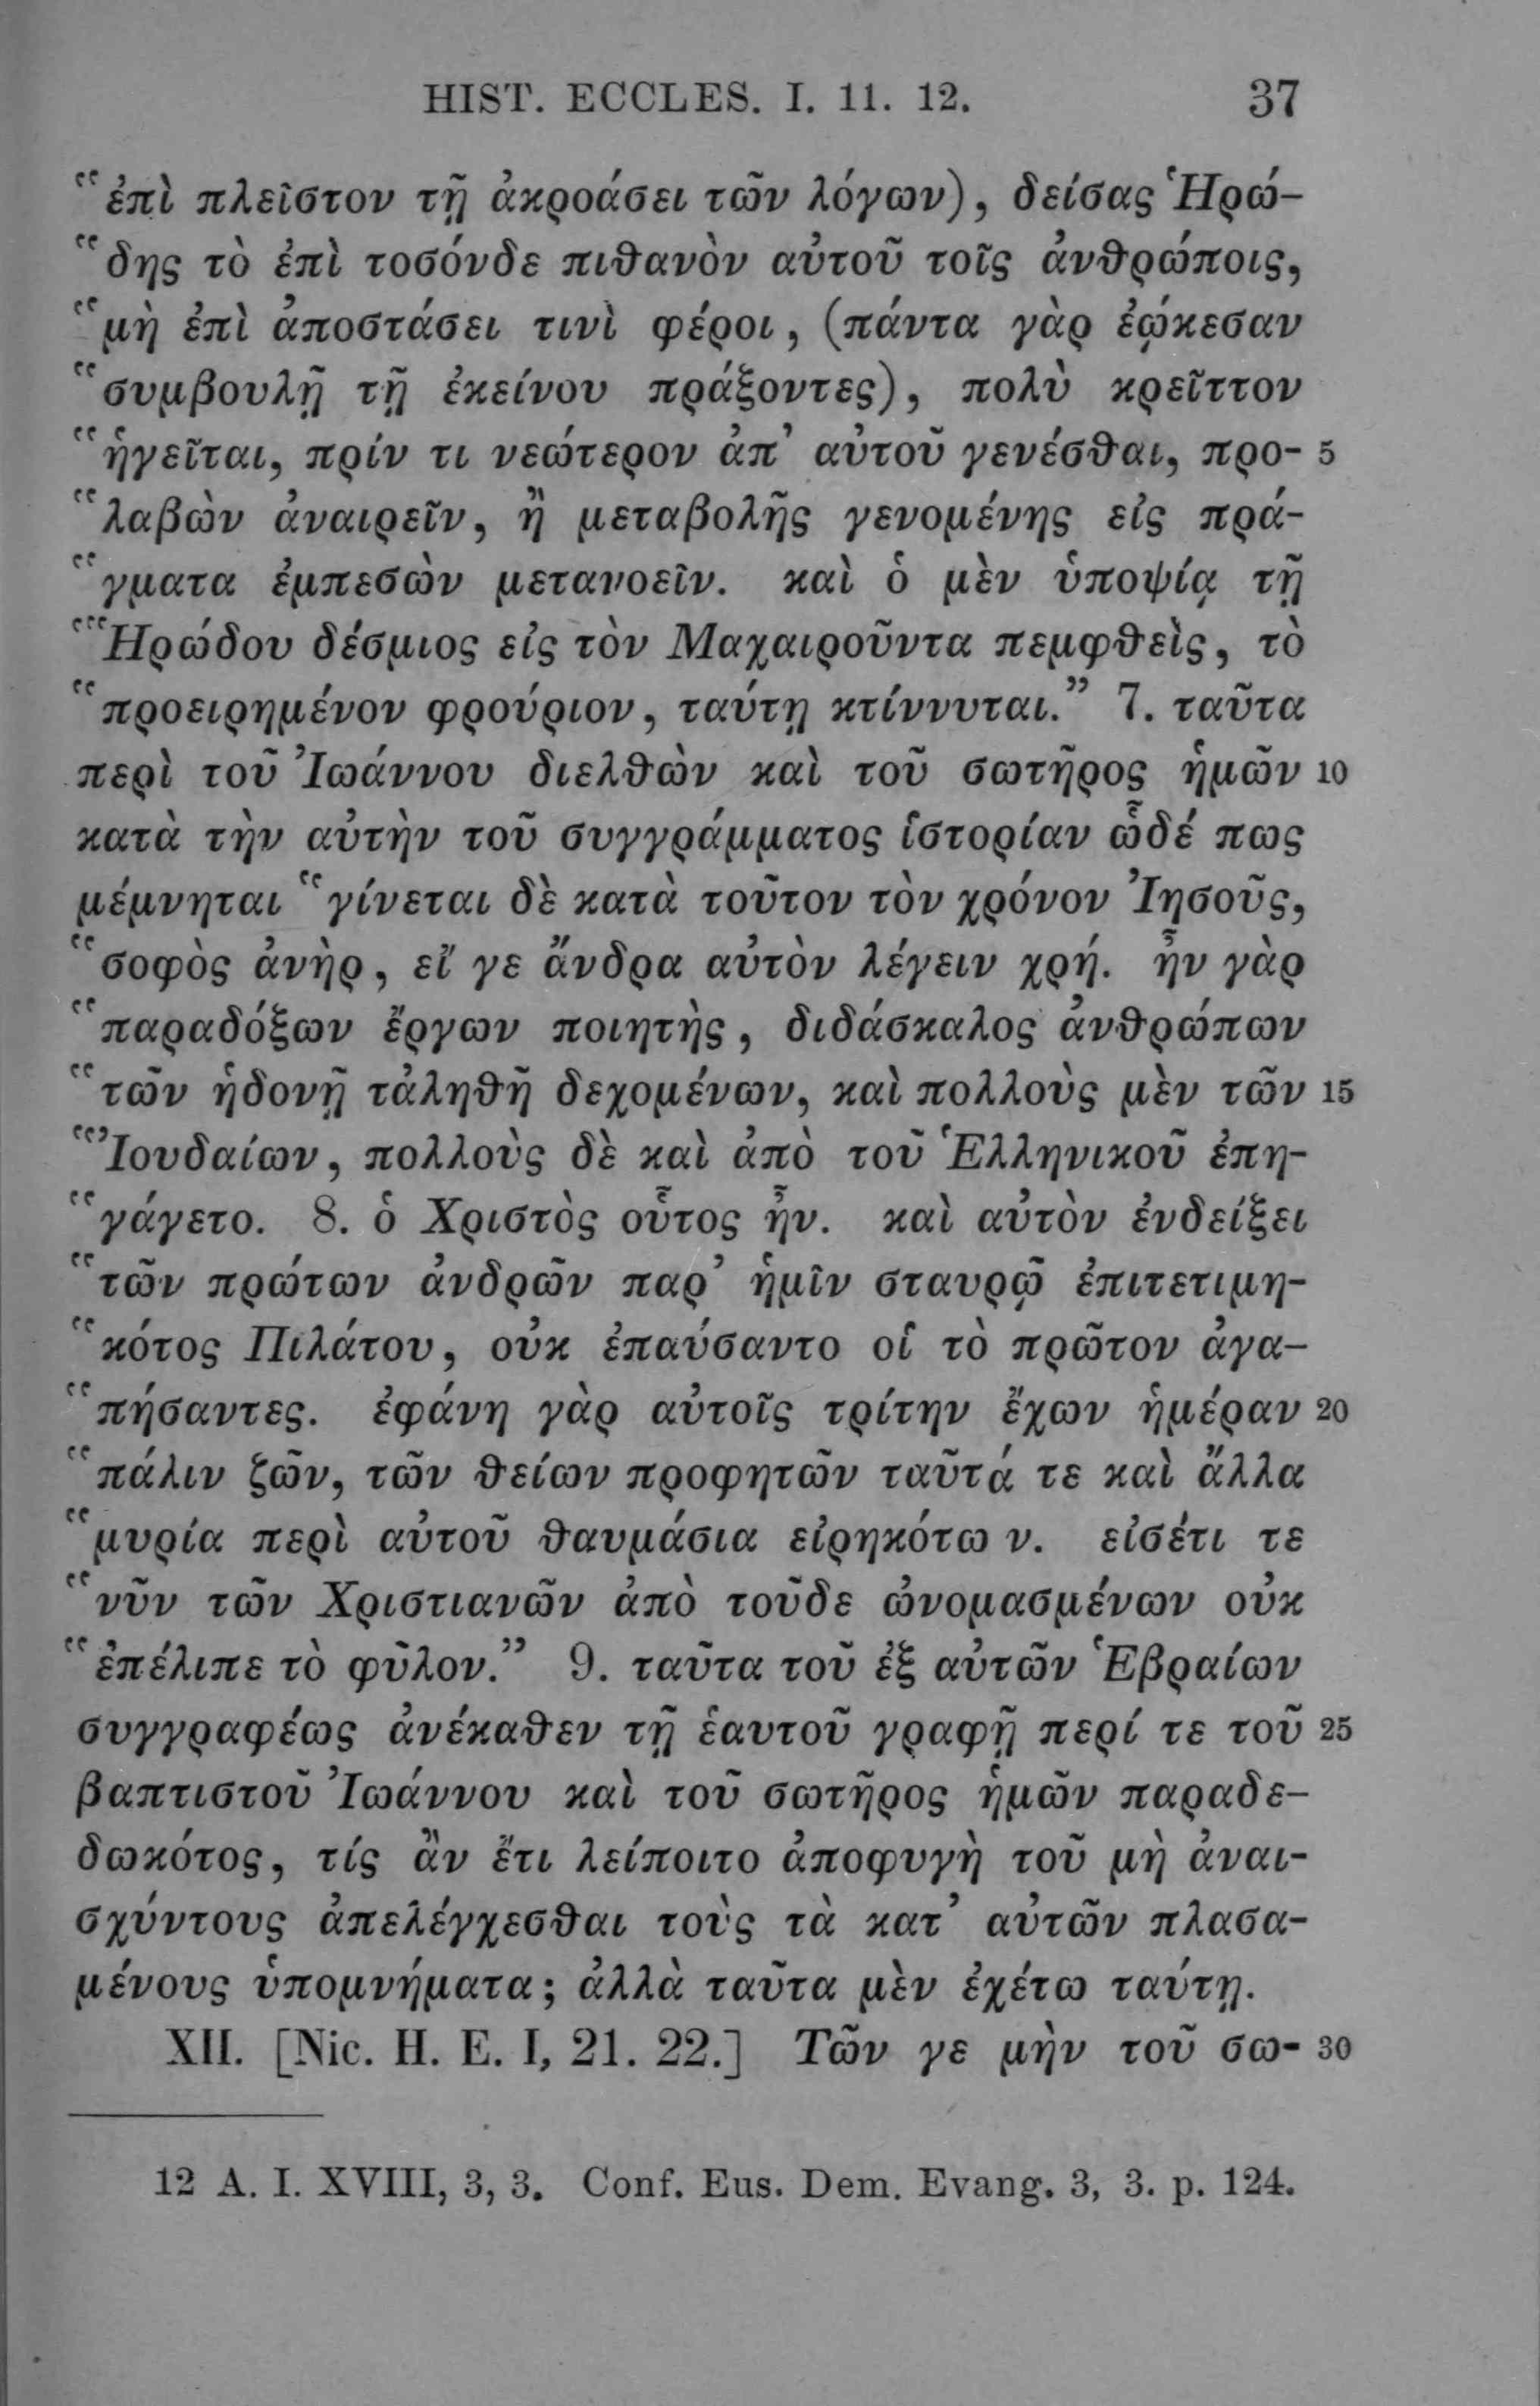 HIST. ECCLES. I. 11. 12. 37
“ἐπὶ πλεῖστον τῇ ἀκροάσει τῶν λόγων), δείσας Ἡρώ-
“δης τὸ ἐπὶ τοσόνδε πιθανὸν αὐτοῦ τοῖς ἀνθρώποις,
“μὴ ἐπὶ ἀποστάσει τινὶ φέροι, (πάντα γὰρ ἐῴκεσαν
“συμβουλῇ τῇ ἐκείνου πράξοντες), πολὺ κρεῖττον
“ἡγεῖται, πρίν τι νεώτερον ἀπ’ αὐτοῦ γενέσθαι, προ- 5
“λαβὼν ἀναιρεῖν, ἢ μεταβολῆς γενομένης εἰς πρά-
“γματα ἐμπεσὼν μετανοεῖν. καὶ ὁ μὲν ὑποψίᾳ τῇ
“Ἡρώδου δέσμιος εἰς τὸν Μαχαιροῦντα πεμφθεὶς, τὸ
“προειρημένον φρούριον, ταύτῃ κτίννυται.” 7. ταῦτα
περὶ τοῦ Ἰωάννου διελθὼν καὶ τοῦ σωτῆρος ἡμῶν 10
κατὰ τὴν αὐτὴν τοῦ συγγράμματος ἱστορίαν ὧδέ πως
μέμνηται “γίνεται δὲ κατὰ τοῦτον τὸν χρόνον Ἰησοῦς,
“σοφὸς ἀνὴρ, εἴ γε ἄνδρα αὐτὸν λέγειν χρή. ἦν γὰρ
“παραδόξων ἔργων ποιητὴς, διδάσκαλος ἀνθρώπων
“τῶν ἡδονῇ τἀληθῆ δεχομένων, καὶ πολλοὺς μὲν τῶν 15
“Ἰουδαίων, πολλοὺς δὲ καὶ ἀπὸ τοῦ Ἑλληνικοῦ ἐπη-
“γάγετο. 8. ὁ Χριστὸς οὗτος ἦν. καὶ αὐτὸν ἐνδείξει
“τῶν πρώτων ἀνδρῶν παρ’ ἡμῖν σταυρῷ ἐπιτετιμη-
“κότος Πιλάτου, οὐκ ἐπαύσαντο οἱ τὸ πρῶτον ἀγα-
“πήσαντες. ἐφάνη γὰρ αὐτοῖς τρίτην ἔχων ἡμέραν 20
“πάλιν ζῶν, τῶν θείων προφητῶν ταῦτά τε καὶ ἄλλα
“μυρία περὶ αὐτοῦ θαυμάσια εἰρηκότω ν. εἰσέτι τε
“νῦν τῶν Χριστιανῶν ἀπὸ τοῦδε ὠνομασμένων οὐκ
“ἐπέλιπε τὸ φῦλον.” 9. ταῦτα τοῦ ἐξ αὐτῶν Ἑβραίων
συγγραφέως ἀνέκαθεν τῇ ἑαυτοῦ γραφῇ περί τε τοῦ 25
βαπτιστοῦ Ἰωάννου καὶ τοῦ σωτῆρος ἡμῶν παραδε-
δωκότος, τίς ἂν ἔτι λείποιτο ἀποφυγὴ τοῦ μὴ ἀναι-
σχύντους ἀπελέγχεσθαι τοὺς τὰ κατ’ αὐτῶν πλασα-
μένους ὑπομνήματα; ἀλλὰ ταῦτα μὲν ἐχέτω ταύτῃ.
XII. [Nic. H. E. I, 21. 22.] Τῶν γε μὴν τοῦ σω- 30
12 A. I. XVIII, 3, 3. Conf. Eus. Dem. Evang. 3, 3. p. 124.